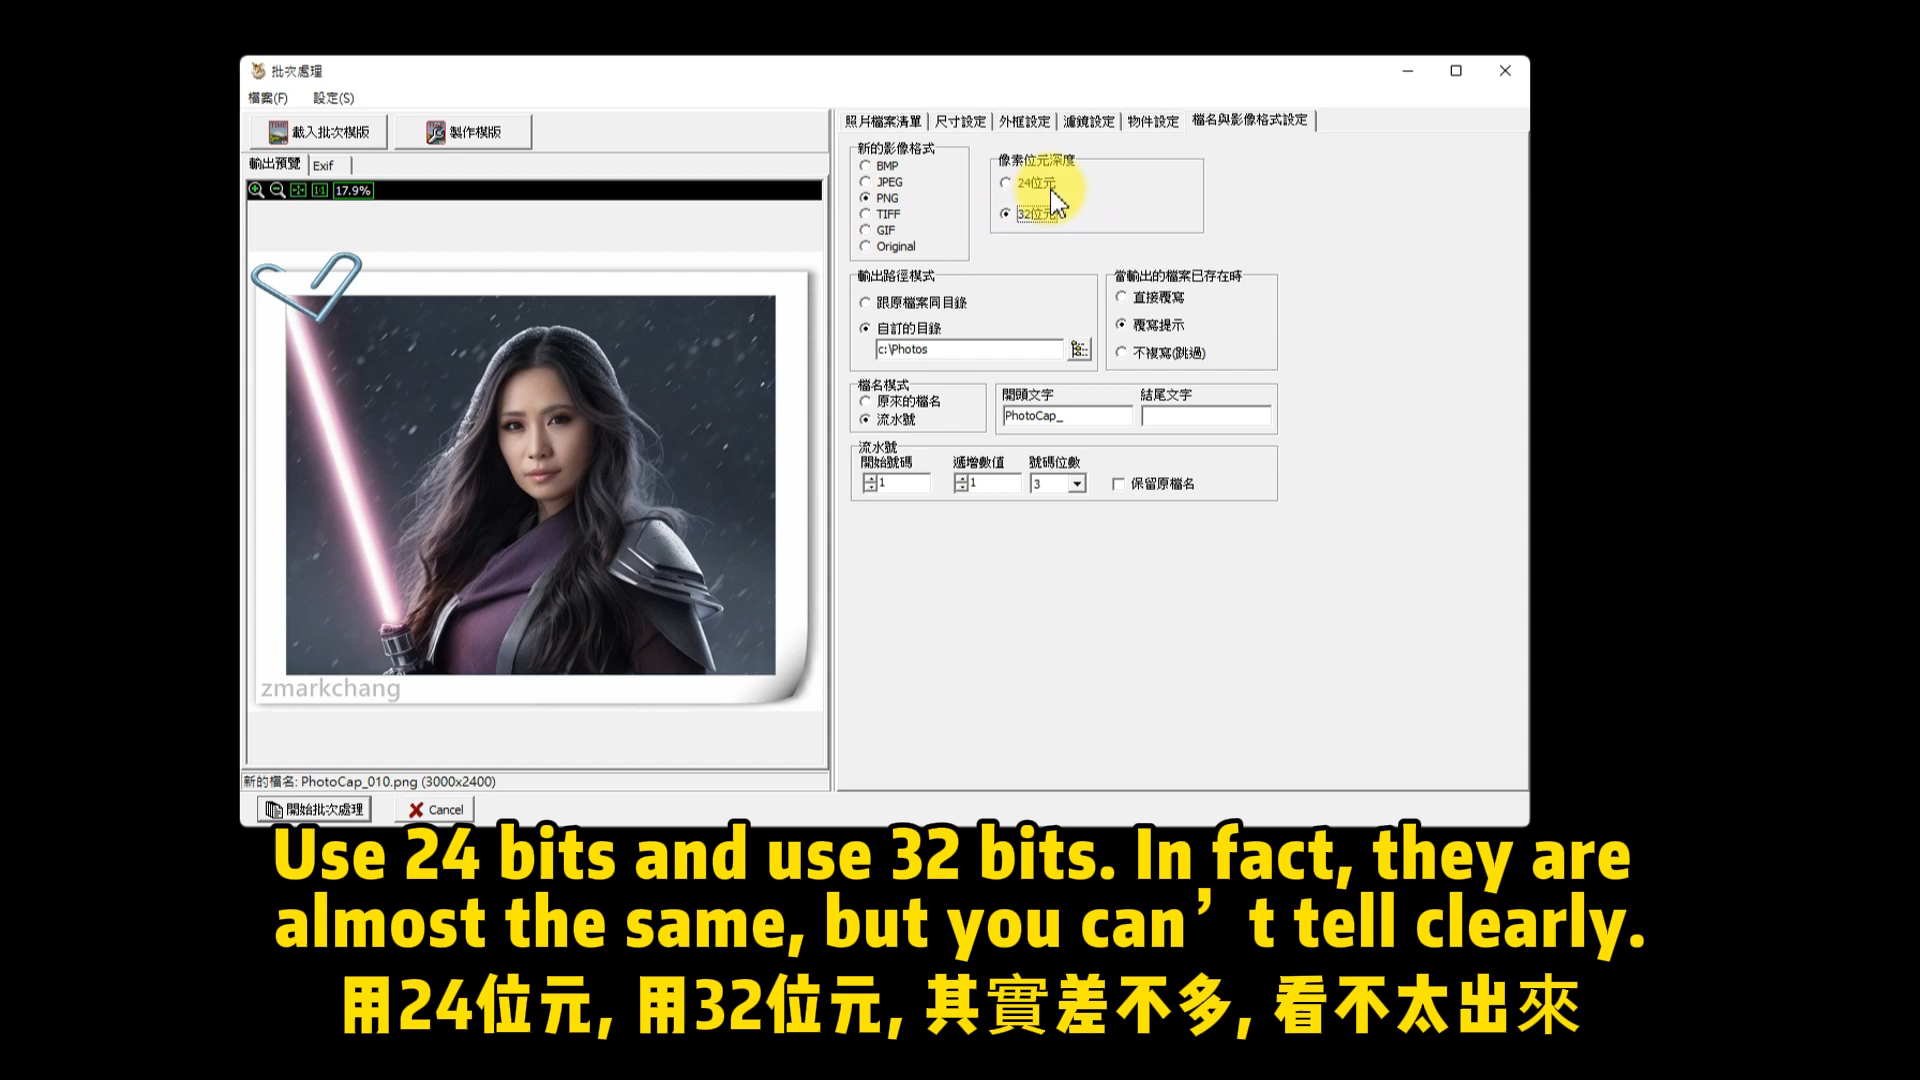 批次處理
檔案(F) 設定(S)
載入批次模版 製作模版
輸出預覽 Exif
17.9%
zmarkchang
新的檔名: PhotoCap_010.png (3000x2400)
開始批次處理 Cancel
照片檔案清單 尺寸設定 外框設定 濾鏡設定 物件設定 檔名與影像格式設定
新的影像格式
BMP
JPEG
PNG
TIFF
GIF
Original
像素位元深度
24位元
32位元
輸出路徑模式
跟原檔案同目錄
自訂的目錄
c:\Photos
當輸出的檔案已存在時
直接覆寫
覆寫提示
不複寫(跳過)
檔名模式
原來的檔名
流水號
開頭文字 結尾文字
PhotoCap_
流水號
開始號碼 遞增數值 號碼位數
1 1 3 保留原檔名
Use 24 bits and use 32 bits. In fact, they are
almost the same, but you can’t tell clearly.
用24位元, 用32位元, 其實差不多, 看不太出來